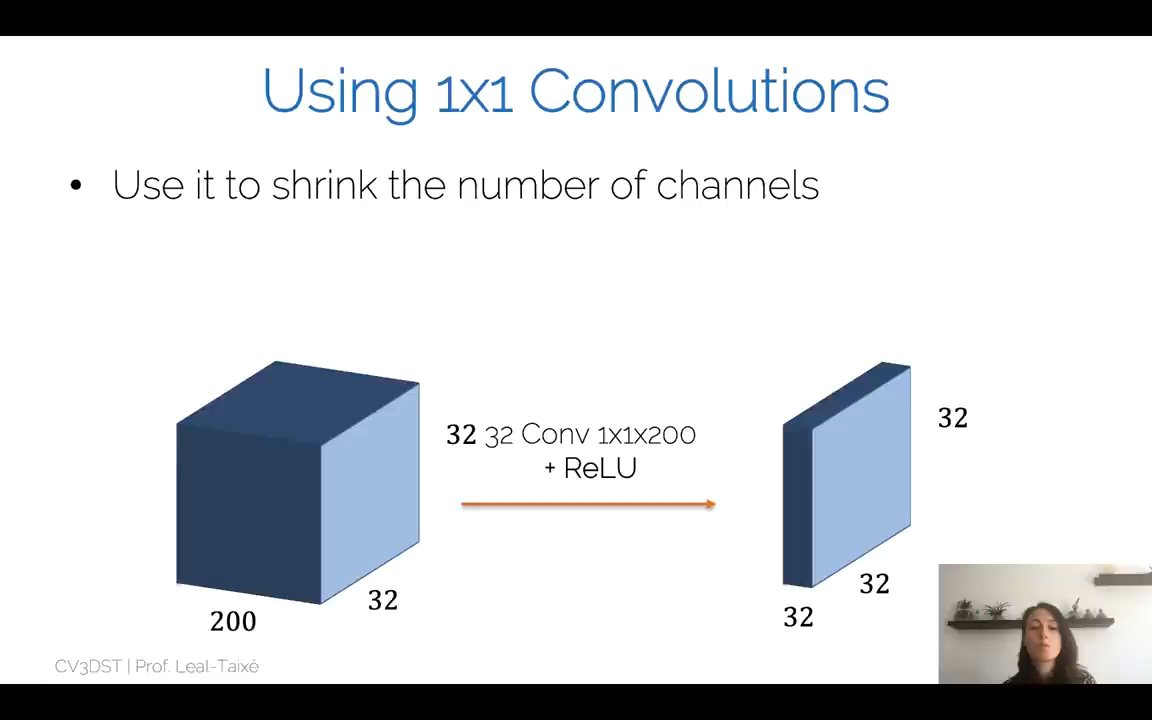 Using 1x1 Convolutions
• Use it to shrink the number of channels
32 32 Conv 1x1x200
+ ReLU
32
200
32
32
32
CV3DST | Prof. Leal-Taixé